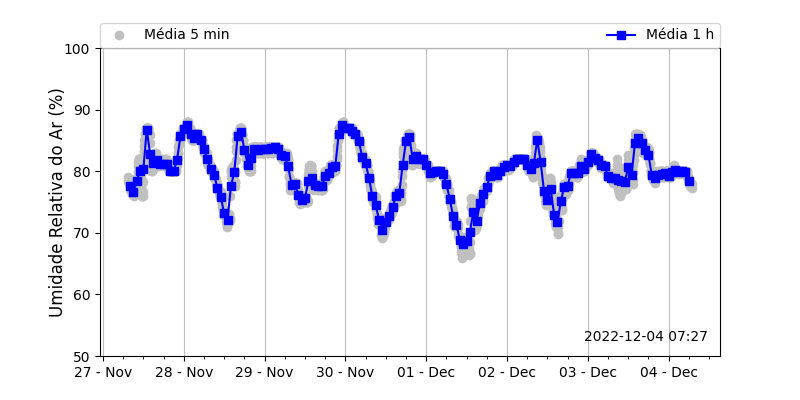 Média 5 min Média 1 h
100
90
80
70
60
50
Umidade Relativa do Ar (%)
2022-12-04 07:27
27 - Nov 28 - Nov 29 - Nov 30 - Nov 01 - Dec 02 - Dec 03 - Dec 04 - Dec